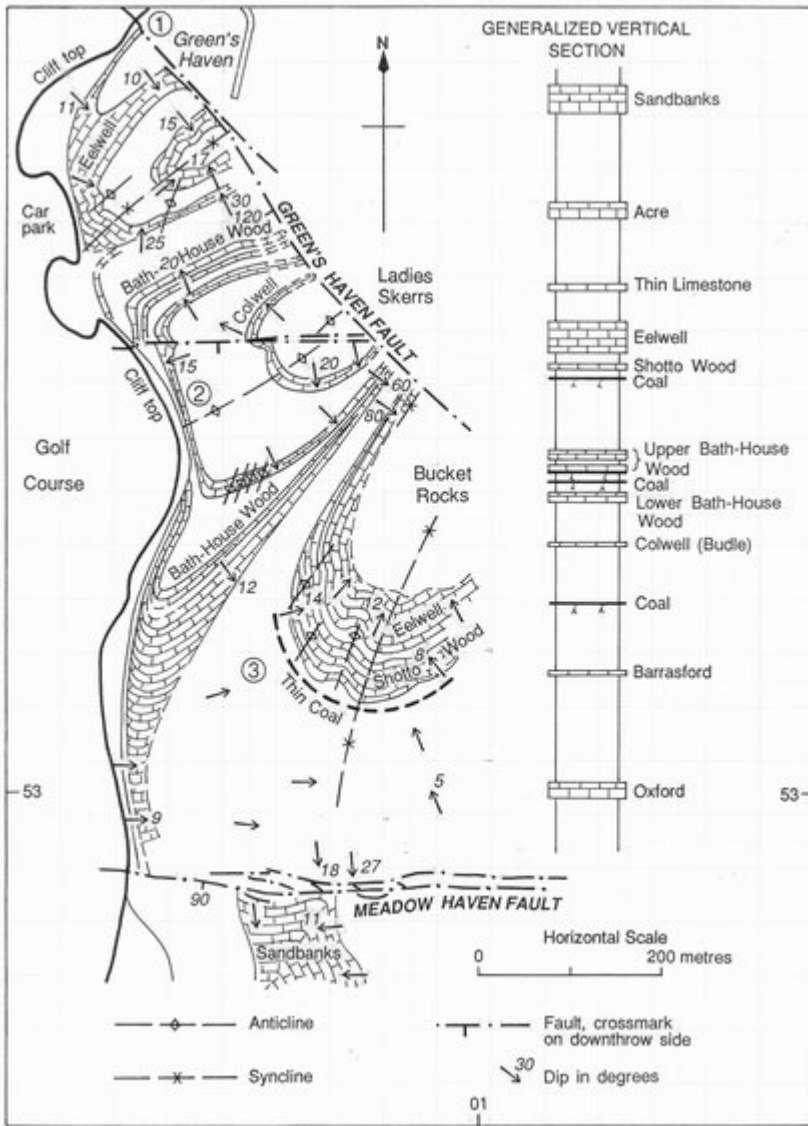 1
Green's
Haven
Cliff top
10
11
Eelwell
15
17
Car
park
25
30
120
Bath-
20
House Wood
GREEN'S HAVEN FAULT
Ladies
Skerrs
Colwell
15
20
60
80
2
Cliff top
Golf
Course
Bucket
Rocks
Bath-House Wood
12
14
12
Eelwell
Shotto Wood
8
3
Thin Coal
5
53
9
18
27
90
MEADOW HAVEN FAULT
11
Sandbanks
N
GENERALIZED VERTICAL
SECTION
Sandbanks
Acre
Thin Limestone
Eelwell
Shotto Wood
Coal
Upper Bath-House
Wood
Coal
Lower Bath-House
Wood
Colwell (Budle)
Coal
Barrasford
Oxford
53
Horizontal Scale
0
200 metres
Anticline
Syncline
Fault, crossmark
on downthrow side
30
Dip in degrees
01